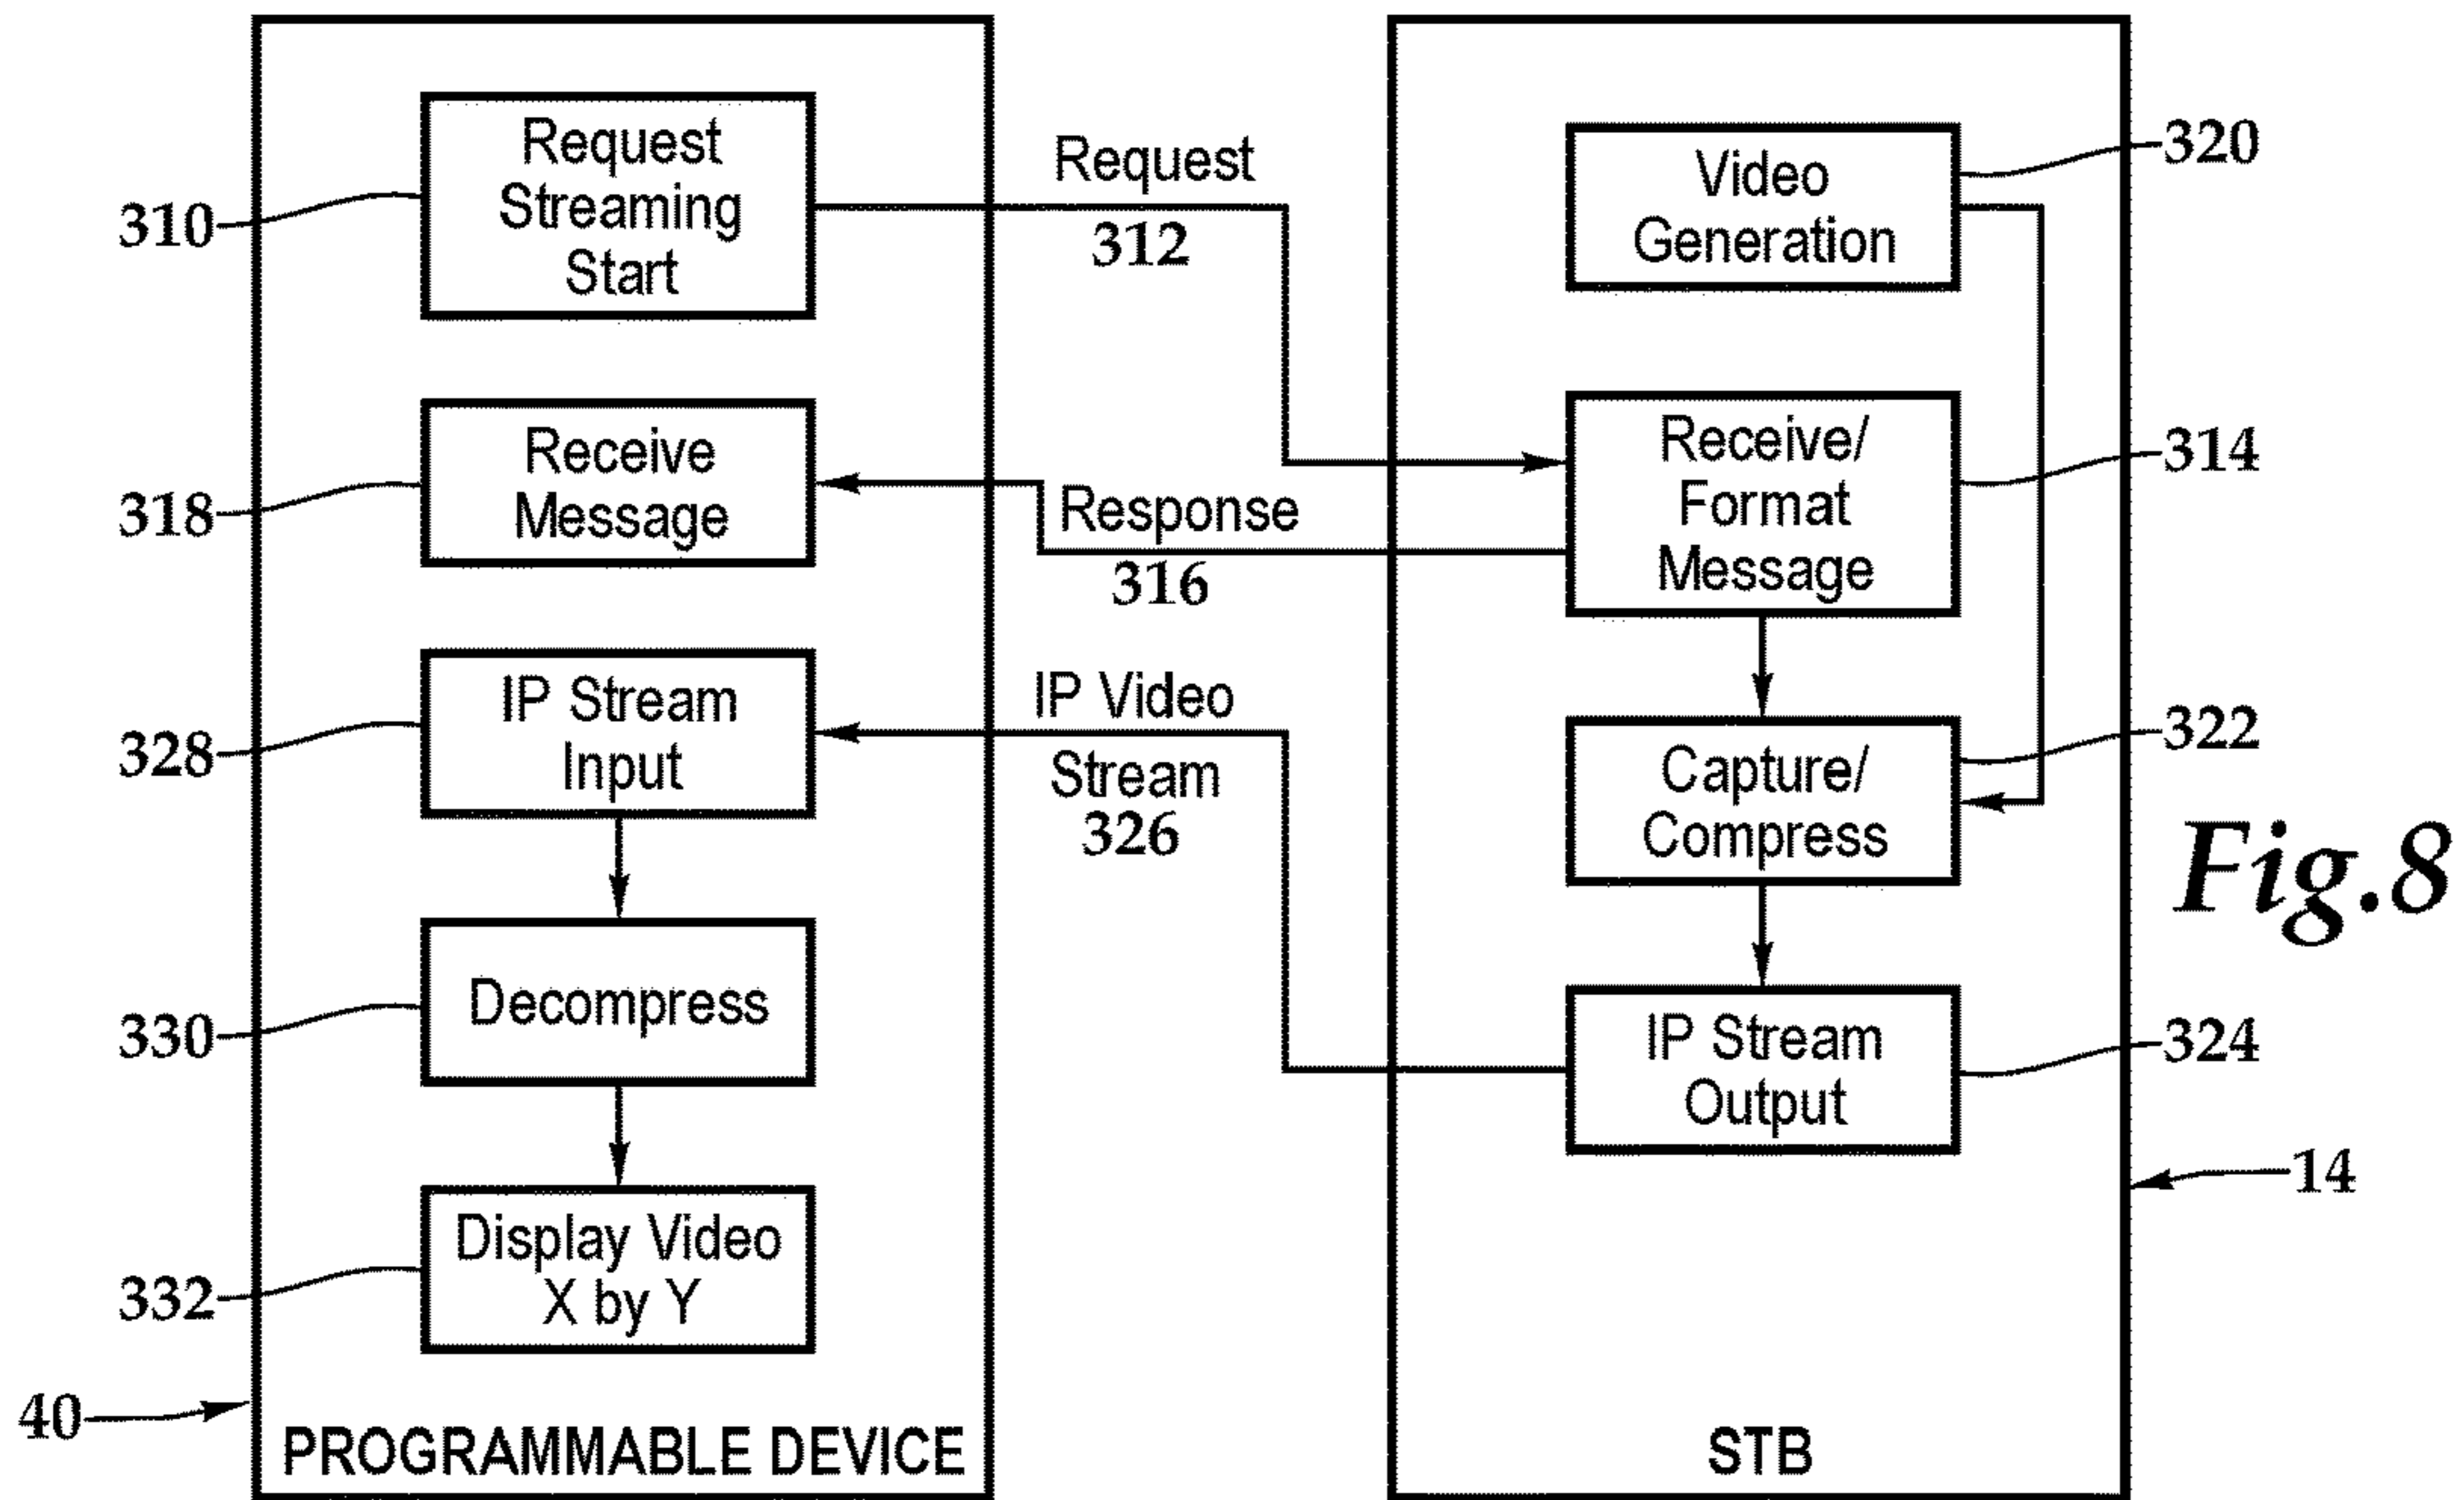 Request
Streaming
Start
310
Request
312
Video
Generation
320
Receive
Message
318
Response
316
Receive/
Format
Message
314
IP Stream
Input
328
IP Video
Stream
326
Capture/
Compress
322
Fig.8
Decompress
330
IP Stream
Output
324
14
Display Video
X by Y
332
40
PROGRAMMABLE DEVICE
STB